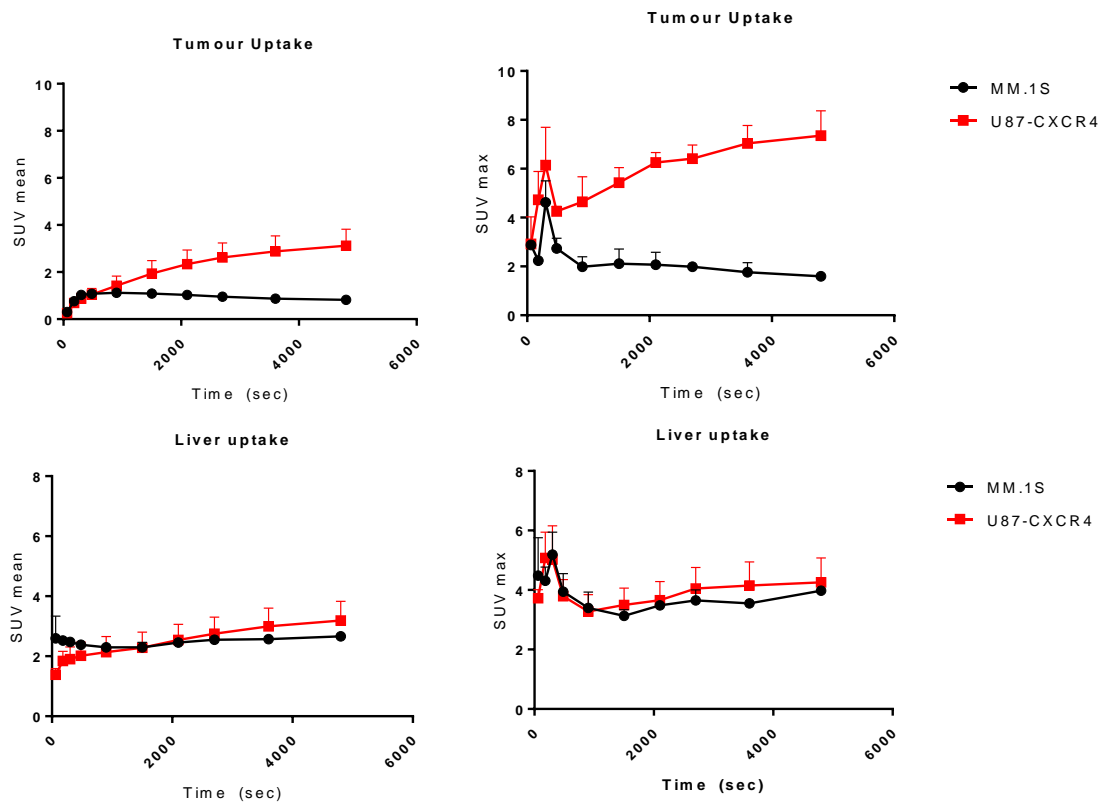 Tumour Uptake
10
8
6
4
2
0
SUV mean
0
2000
4000
6000
Time (sec)
Tumour Uptake
10
8
6
4
2
0
SUV max
0
2000
4000
6000
Time (sec)
MM.1S
U87-CXCR4
Liver uptake
8
6
4
2
0
SUV mean
0
2000
4000
6000
Time (sec)
Liver uptake
8
6
4
2
0
SUV max
0
2000
4000
6000
Time (sec)
MM.1S
U87-CXCR4